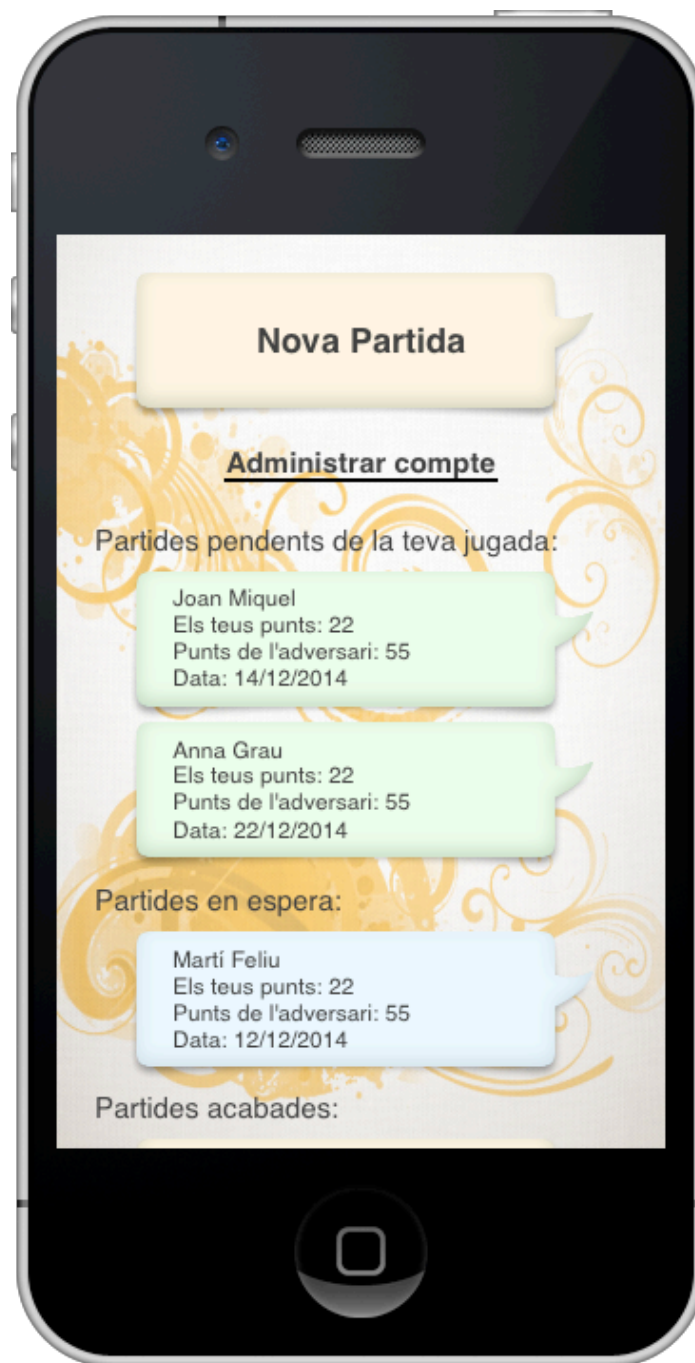 Nova Partida
Administrar compte
Partides pendents de la teva jugada:
Joan Miquel
Els teus punts: 22
Punts de l'adversari: 55
Data: 14/12/2014
Anna Grau
Els teus punts: 22
Punts de l'adversari: 55
Data: 22/12/2014
Partides en espera:
Martí Feliu
Els teus punts: 22
Punts de l'adversari: 55
Data: 12/12/2014
Partides acabades: